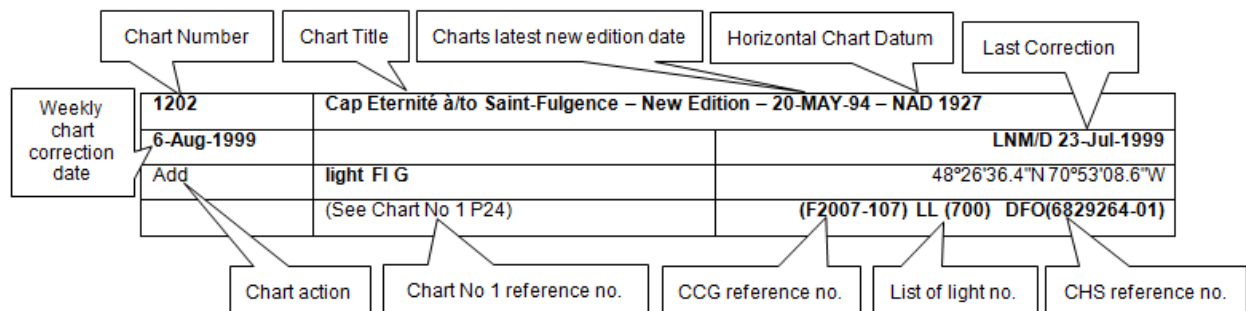 Chart Number
Chart Title
Charts latest new edition date
Horizontal Chart Datum
Last Correction
Weekly
chart
correction
date
1202 Cap Eternité à/to Saint-Fulgence – New Edition – 20-MAY-94 – NAD 1927
6-Aug-1999 LNM/D 23-Jul-1999
Add light Fl G 48º26'36.4"N 70º53'08.6"W
(See Chart No 1 P24) (F2007-107) LL (700) DFO(6829264-01)
Chart action
Chart No 1 reference no.
CCG reference no.
List of light no.
CHS reference no.